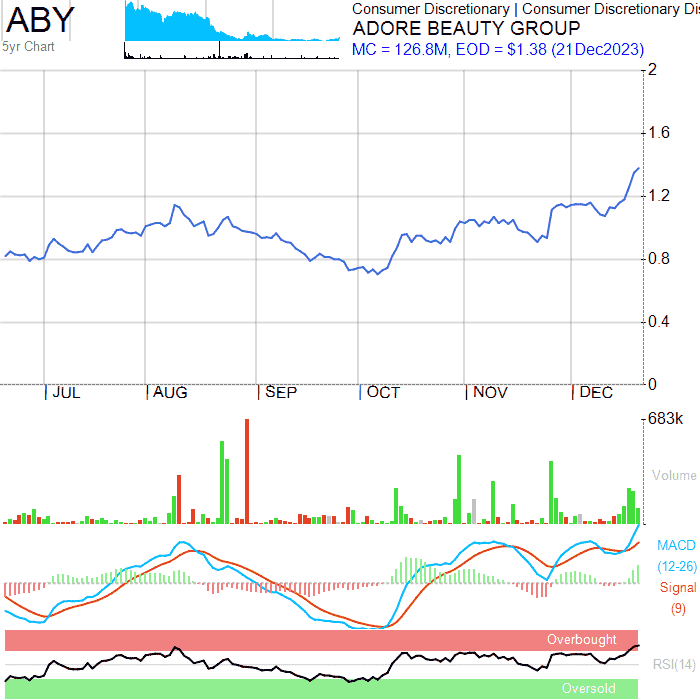 ABY
5yr Chart
Consumer Discretionary | Consumer Discretionary Dis
ADORE BEAUTY GROUP
MC = 126.8M, EOD = $1.38 (21Dec2023)
2
1.6
1.2
0.8
0.4
0
JUL
AUG
SEP
OCT
NOV
DEC
683k
Volume
MACD
(12-26)
Signal
(9)
Overbought
RSI(14)
Oversold